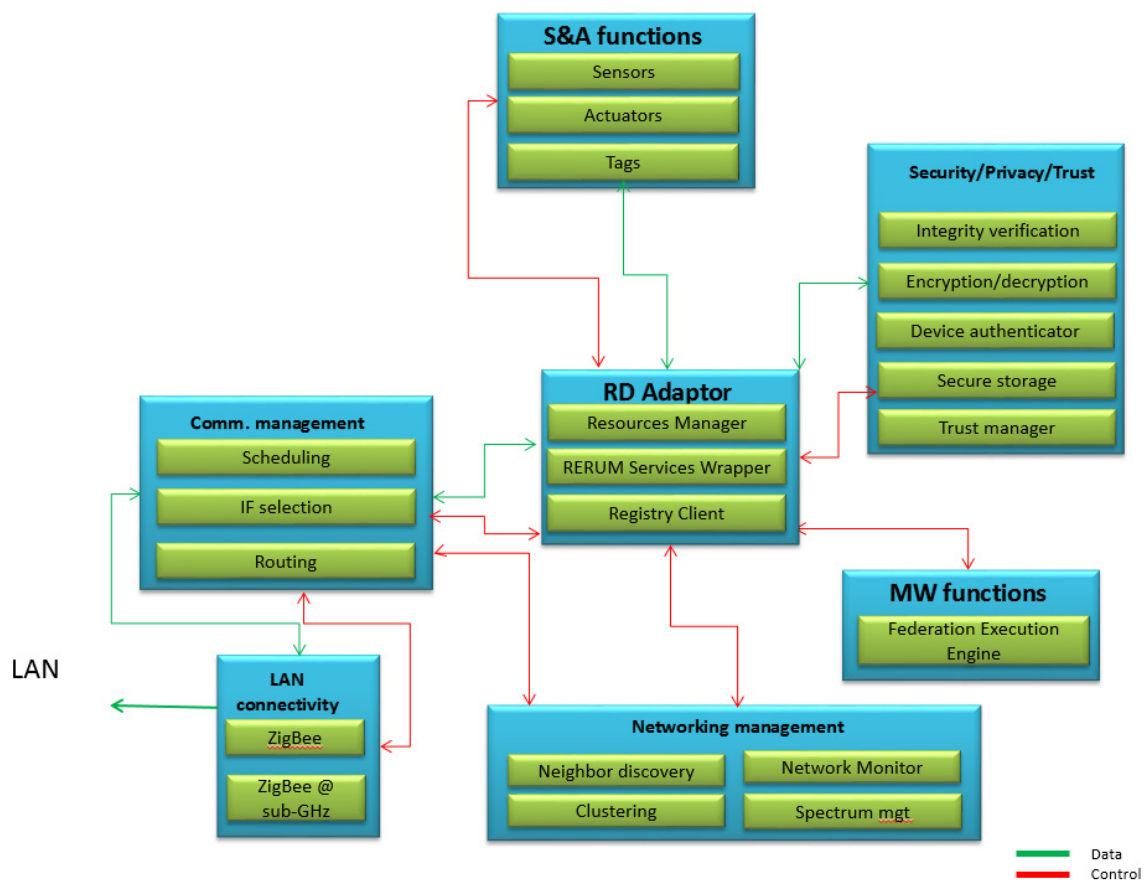 S&A functions
Sensors
Actuators
Tags
Security/Privacy/Trust
Integrity verification
Encryption/decryption
Device authenticator
Secure storage
Trust manager
RD Adaptor
Resources Manager
RERUM Services Wrapper
Registry Client
Comm. management
Scheduling
IF selection
Routing
MW functions
Federation Execution
Engine
LAN
LAN
connectivity
ZigBee
ZigBee @
sub-GHz
Networking management
Neighbor discovery
Network Monitor
Clustering
Spectrum mgt
Data
Control